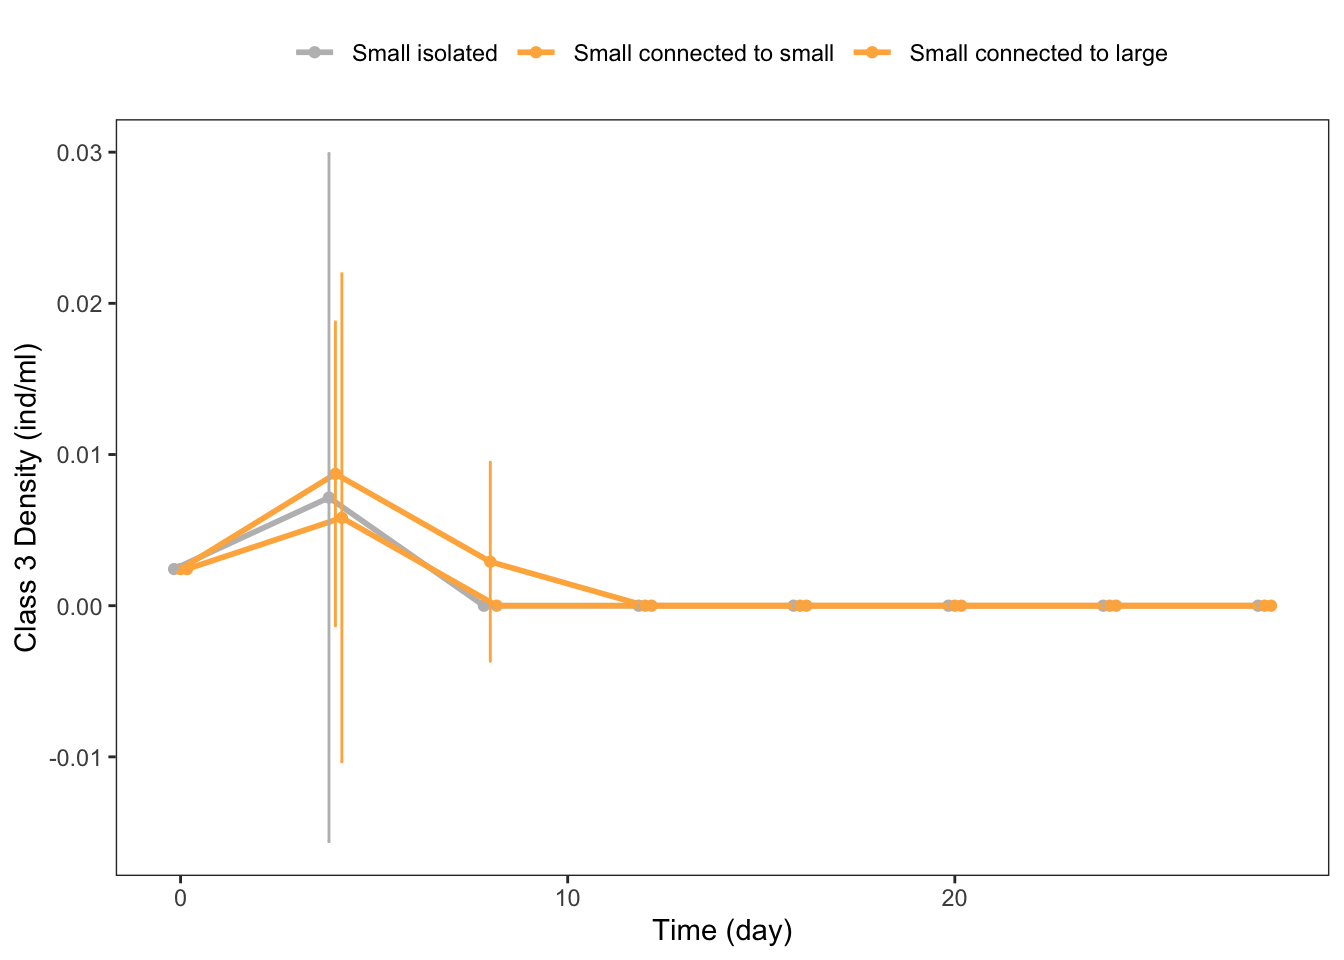 Small isolated Small connected to small Small connected to large
0.03
0.02
0.01
0.00
-0.01
Class 3 Density (ind/ml)
0 10 20
Time (day)